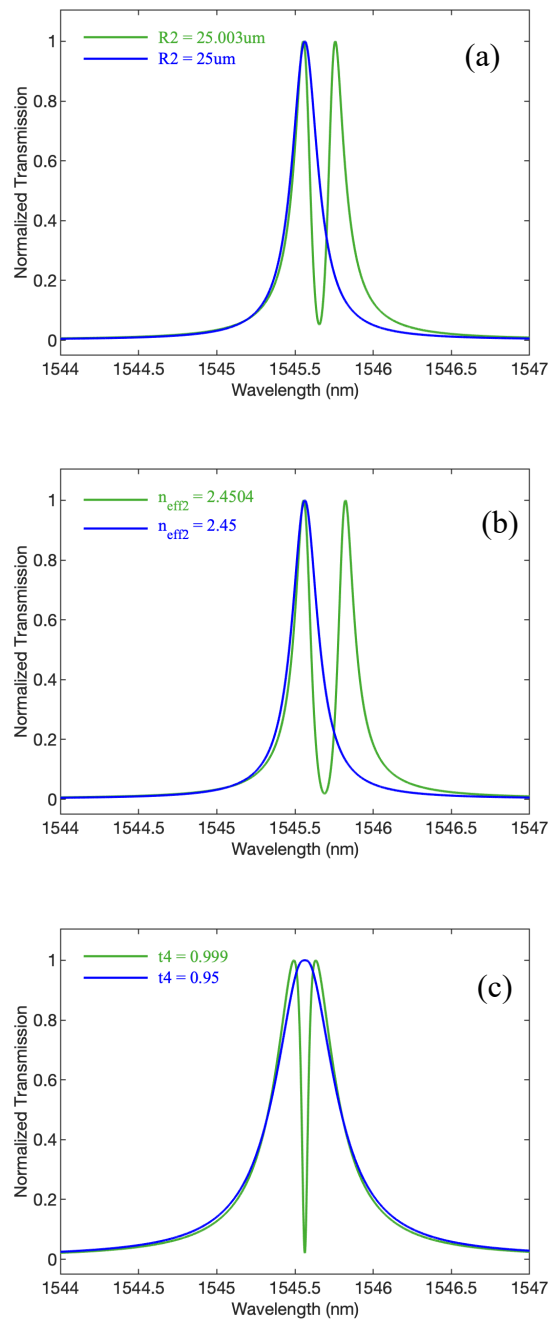 R2 = 25.003um
R2 = 25um
(a)
1
0.8
0.6
0.4
0.2
0
Normalized Transmission
1544 1544.5 1545 1545.5 1546 1546.5 1547
Wavelength (nm)
n_eff2 = 2.4504
n_eff2 = 2.45
(b)
1
0.8
0.6
0.4
0.2
0
Normalized Transmission
1544 1544.5 1545 1545.5 1546 1546.5 1547
Wavelength (nm)
t4 = 0.999
t4 = 0.95
(c)
1
0.8
0.6
0.4
0.2
0
Normalized Transmission
1544 1544.5 1545 1545.5 1546 1546.5 1547
Wavelength (nm)